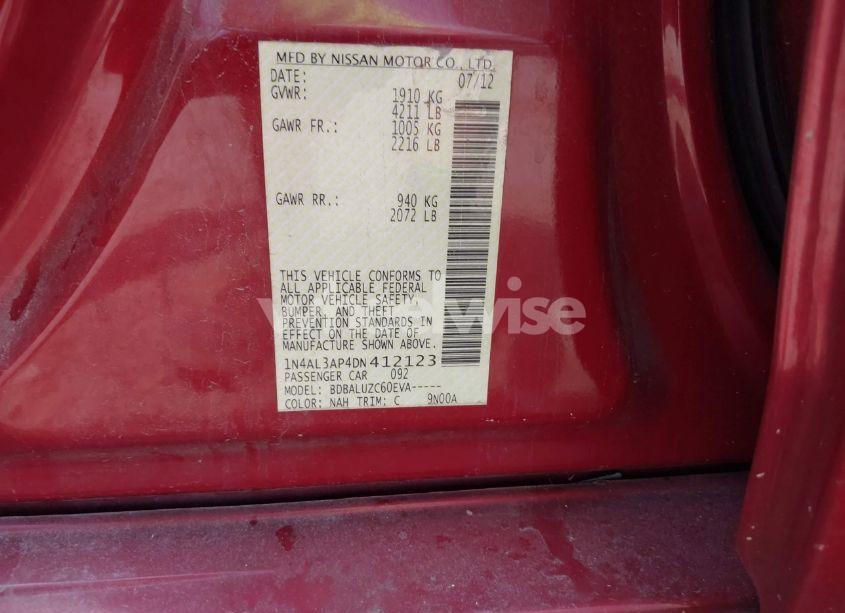 MFD BY NISSAN MOTOR CO., LTD.
DATE: 07/12
GVWR: 1910 KG
4211 LB
GAWR FR.: 1005 KG
2216 LB
GAWR RR.: 940 KG
2072 LB
THIS VEHICLE CONFORMS TO
ALL APPLICABLE FEDERAL
MOTOR VEHICLE SAFETY,
BUMPER, AND THEFT
PREVENTION STANDARDS IN
EFFECT ON THE DATE OF
MANUFACTURE SHOWN ABOVE.
1N4AL3AP4DN412123
PASSENGER CAR 092
MODEL: BDBALUZC60EVA-----
COLOR: NAH TRIM: C 9N00A